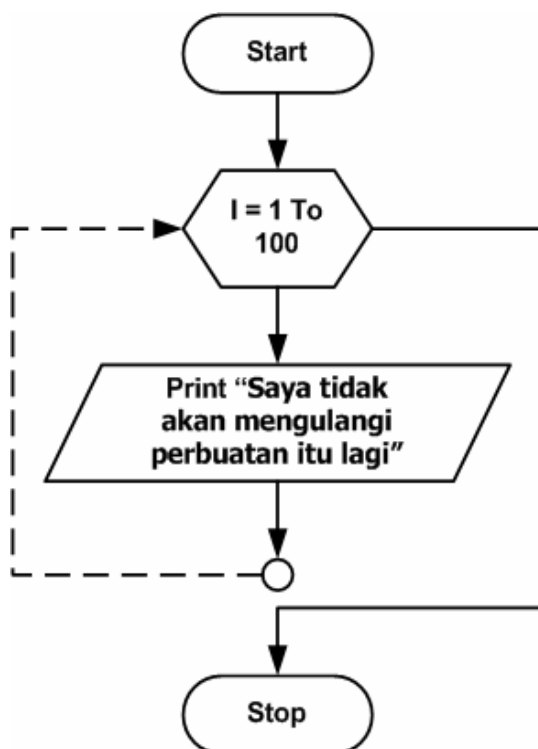 Start
I = 1 To
100
Print “Saya tidak
akan mengulangi
perbuatan itu lagi”
Stop